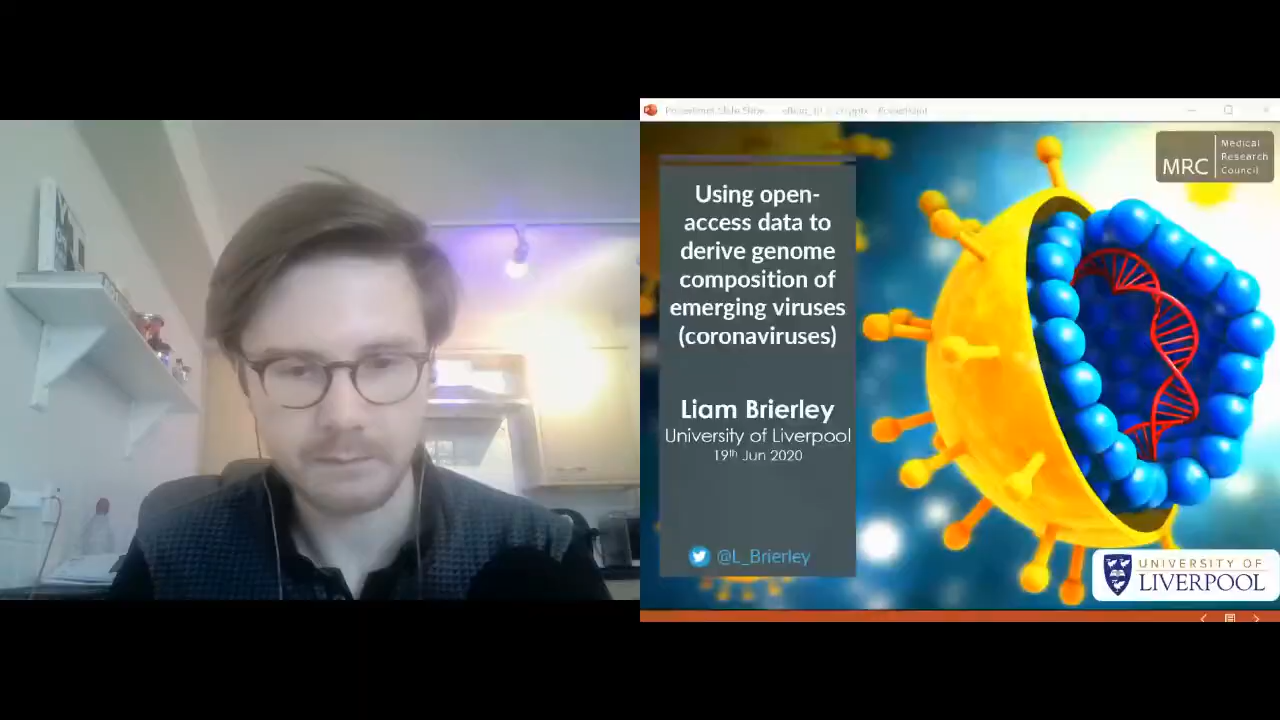 MRC
Medical
Research
Council
Using open-
access data to
derive genome
composition of
emerging viruses
(coronaviruses)
Liam Brierley
University of Liverpool
19th Jun 2020
@L_Brierley
UNIVERSITY OF
LIVERPOOL